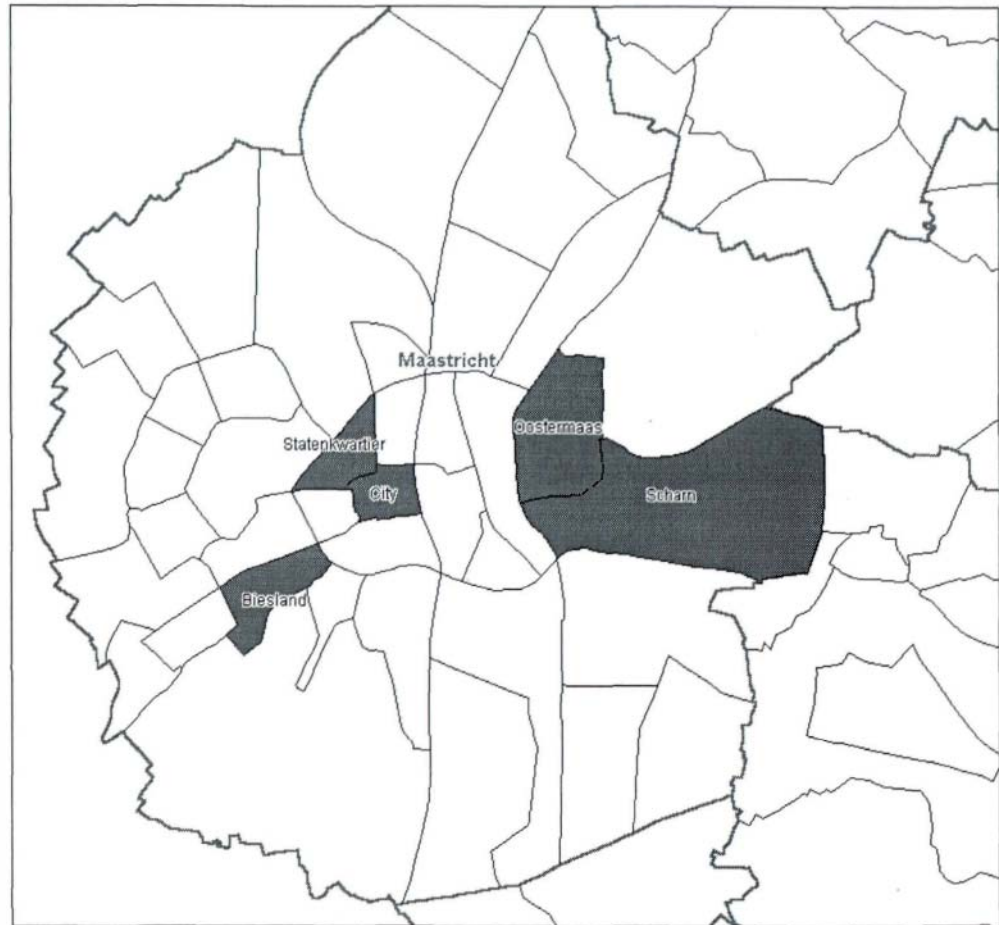 Maastricht
Oostermaas
Statenkwartier
City
Scharn
Biesland